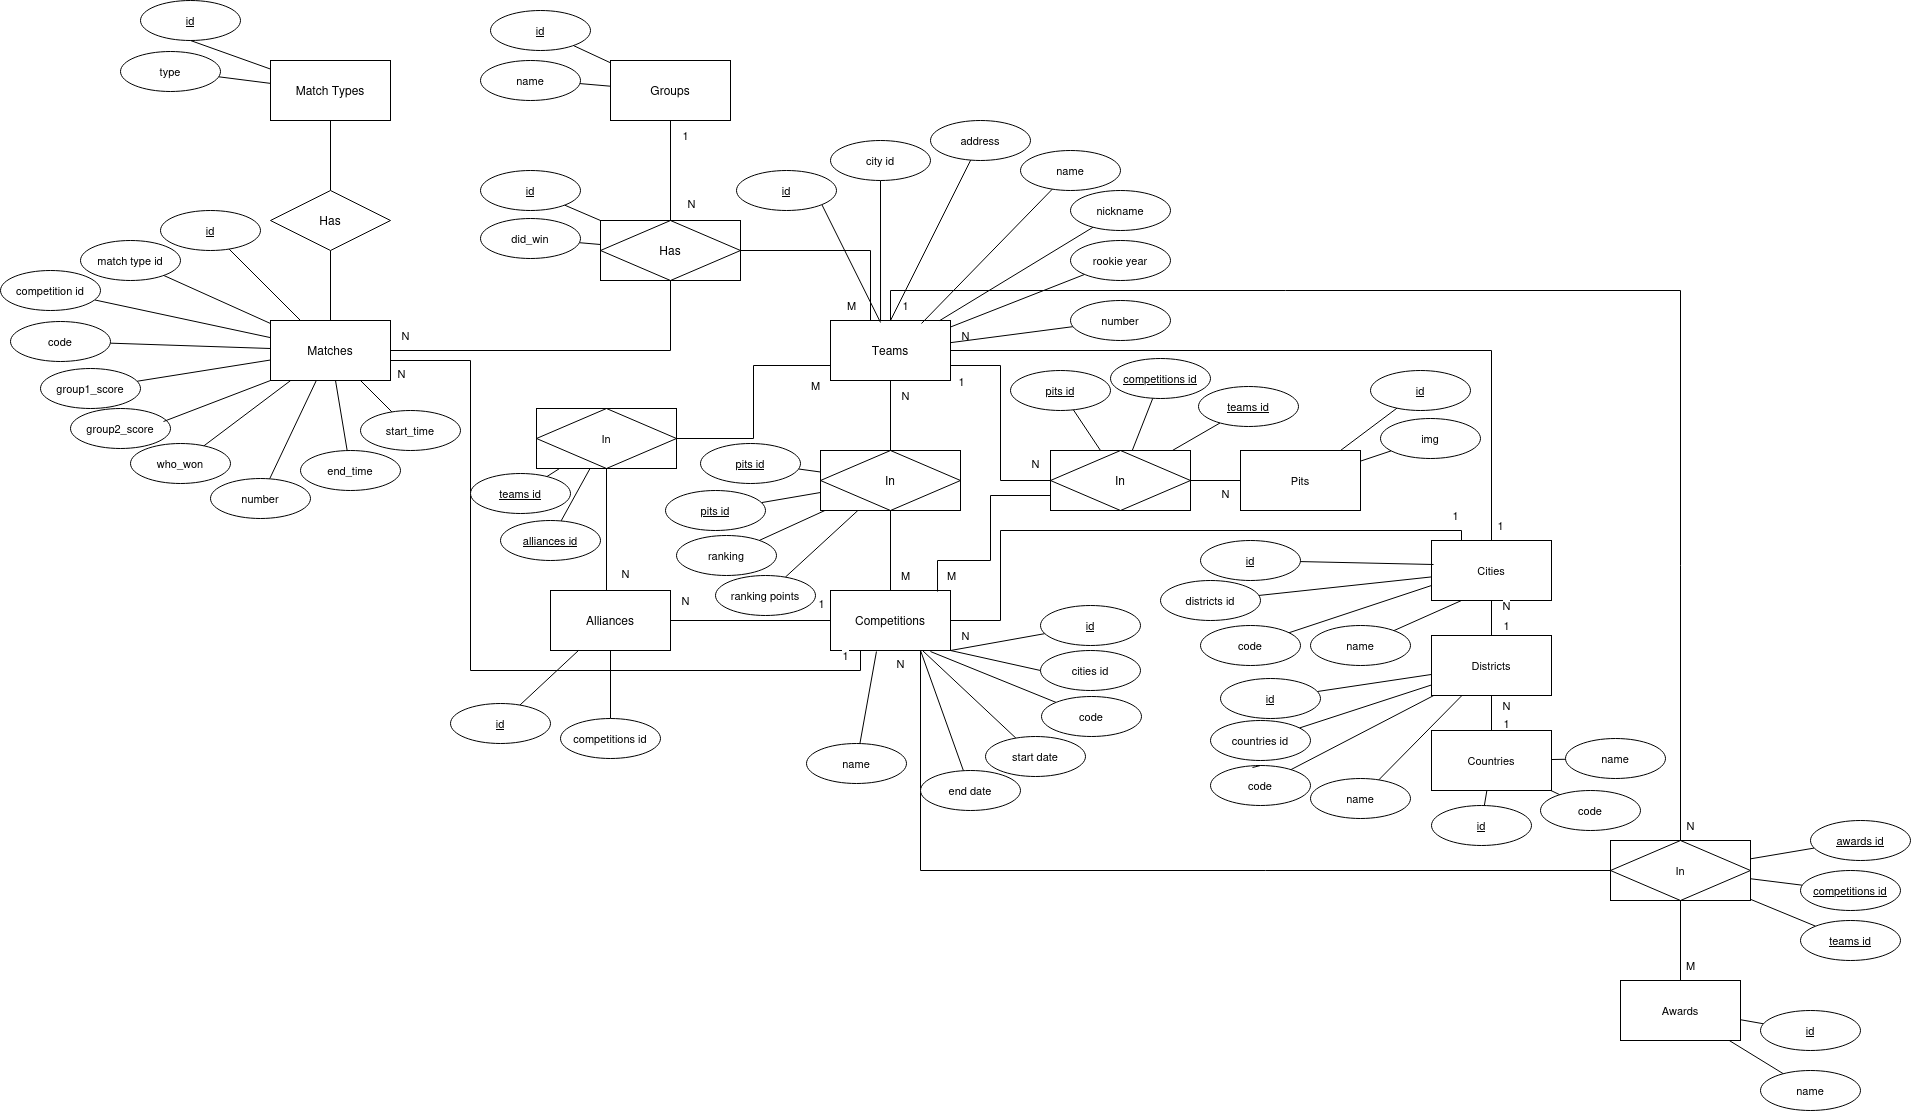 id
type
Match Types
id
name
Groups
1
Has
id
match type id
competition id
code
group1_score
group2_score
who_won
number
end_time
start_time
Matches
N
N
id
did_win
N
Has
id
city id
address
name
nickname
rookie year
number
M
1
N
Teams
M
N
1
In
teams id
alliances id
N
pits id
pits id
ranking
ranking points
In
M
M
pits id
competitions id
teams id
N
In
N
id
img
Pits
1
1
Alliances
N
1
id
competitions id
Competitions
1
N
N
id
cities id
code
start date
end date
name
id
districts id
code
name
Cities
N
1
Districts
id
countries id
code
name
N
1
Countries
name
code
id
N
In
awards id
competitions id
teams id
M
Awards
id
name